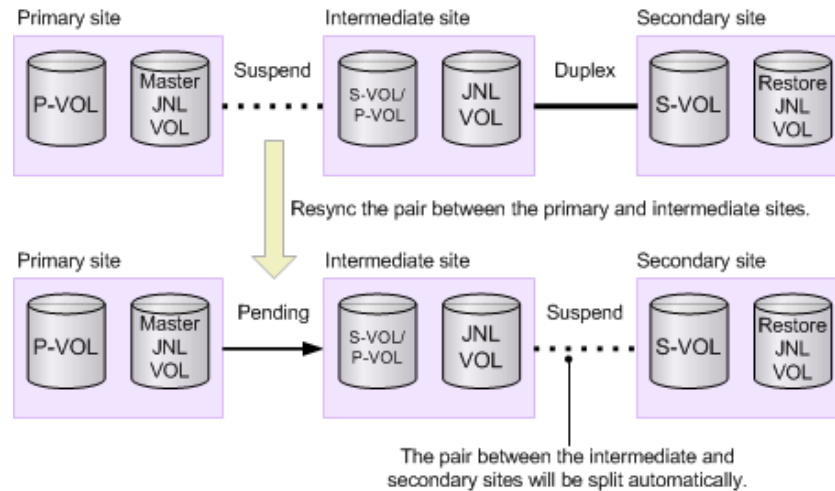 Primary site
Intermediate site
Secondary site
P-VOL
Master
JNL
VOL
Suspend
S-VOL/
P-VOL
JNL
VOL
Duplex
S-VOL
Restore
JNL
VOL
Resync the pair between the primary and intermediate sites.
Primary site
Intermediate site
Secondary site
P-VOL
Master
JNL
VOL
Pending
S-VOL/
P-VOL
JNL
VOL
Suspend
S-VOL
Restore
JNL
VOL
The pair between the intermediate and
secondary sites will be split automatically.